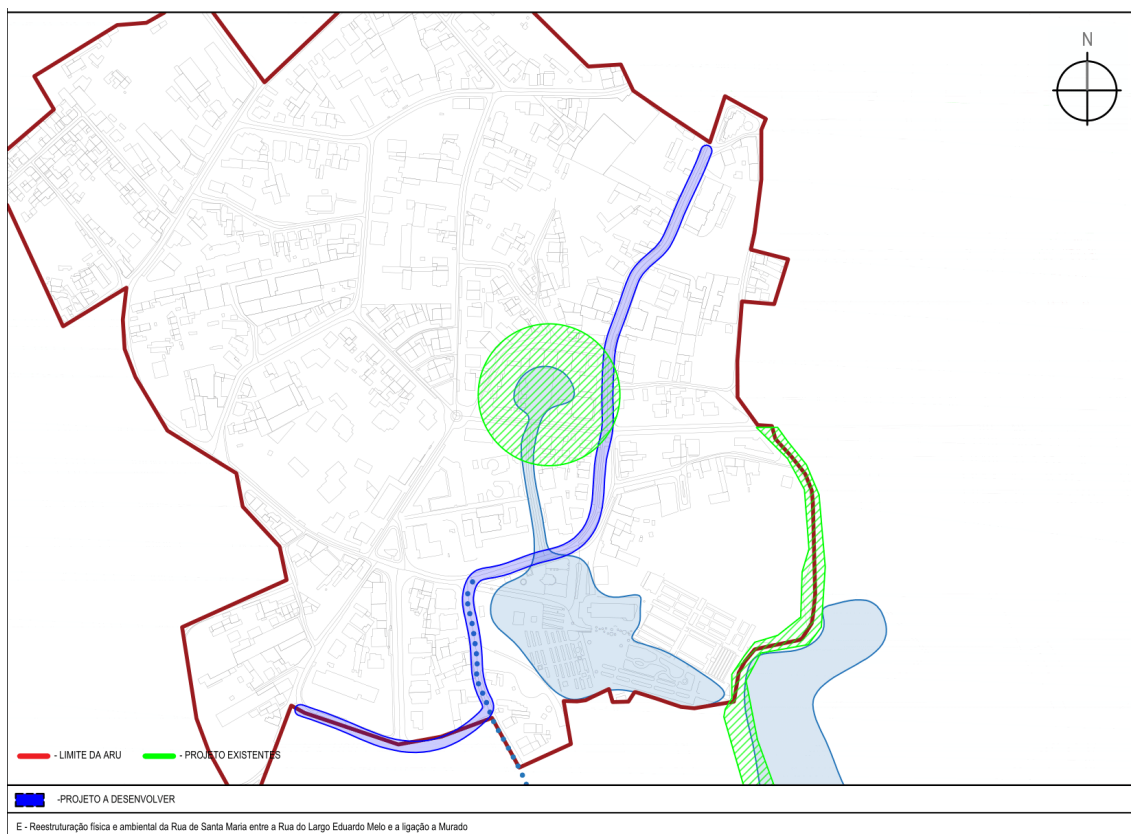 N
- LIMITE DA ARU - PROJETO EXISTENTES
-PROJETO A DESENVOLVER
E - Reestruturação física e ambiental da Rua de Santa Maria entre a Rua do Largo Eduardo Melo e a ligação a Murado